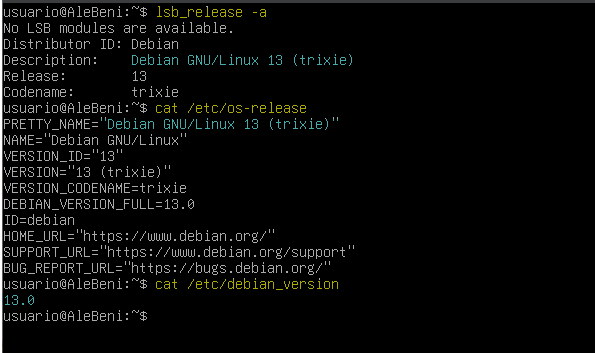 usuario@AleBeni:~$ lsb_release -a
No LSB modules are available.
Distributor ID: Debian
Description:    Debian GNU/Linux 13 (trixie)
Release:        13
Codename:       trixie
usuario@AleBeni:~$ cat /etc/os-release
PRETTY_NAME="Debian GNU/Linux 13 (trixie)"
NAME="Debian GNU/Linux"
VERSION_ID="13"
VERSION="13 (trixie)"
VERSION_CODENAME=trixie
DEBIAN_VERSION_FULL=13.0
ID=debian
HOME_URL="https://www.debian.org/"
SUPPORT_URL="https://www.debian.org/support"
BUG_REPORT_URL="https://bugs.debian.org/"
usuario@AleBeni:~$ cat /etc/debian_version
13.0
usuario@AleBeni:~$